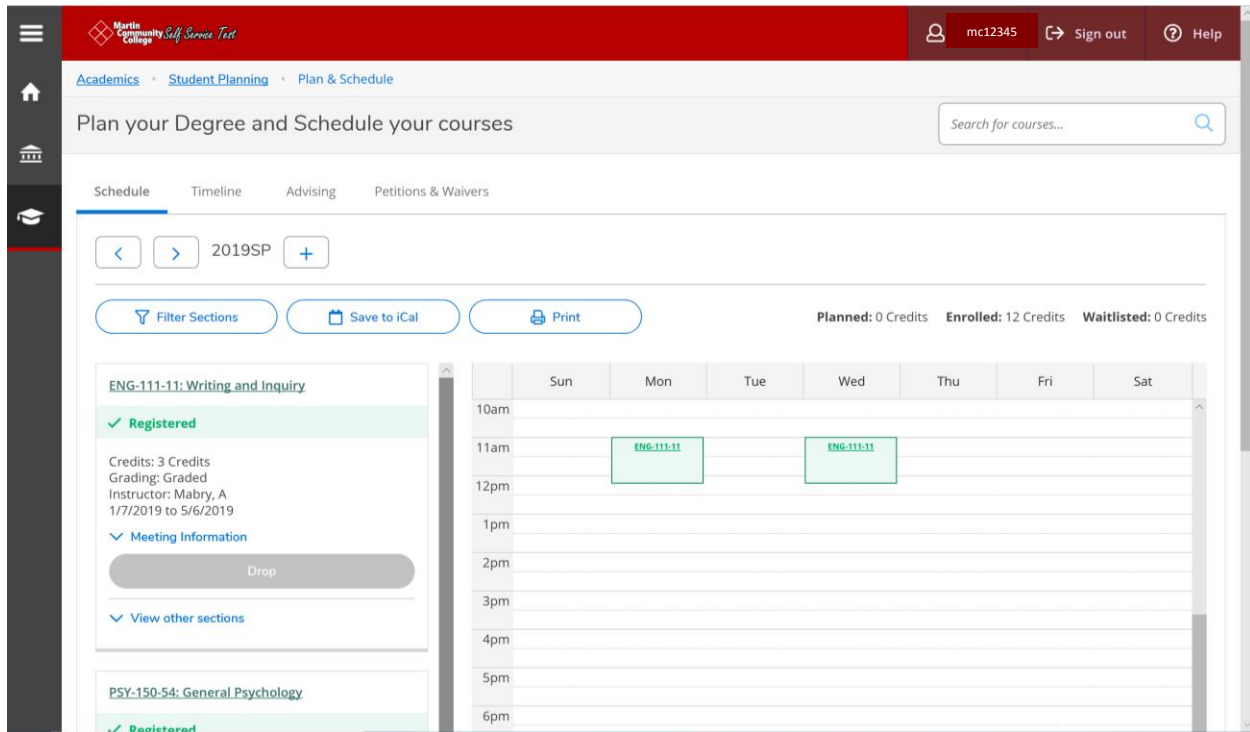 Martin
Community Self Service Test
College
mc12345
Sign out
Help
Academics · Student Planning · Plan & Schedule
Plan your Degree and Schedule your courses
Search for courses...
Schedule Timeline Advising Petitions & Waivers
2019SP
Filter Sections Save to iCal Print
Planned: 0 Credits Enrolled: 12 Credits Waitlisted: 0 Credits
ENG-111-11: Writing and Inquiry
Registered
Credits: 3 Credits
Grading: Graded
Instructor: Mabry, A
1/7/2019 to 5/6/2019
Meeting Information
Drop
View other sections
PSY-150-54: General Psychology
Registered
Sun Mon Tue Wed Thu Fri Sat
10am
11am ENG-111-11 ENG-111-11
12pm
1pm
2pm
3pm
4pm
5pm
6pm